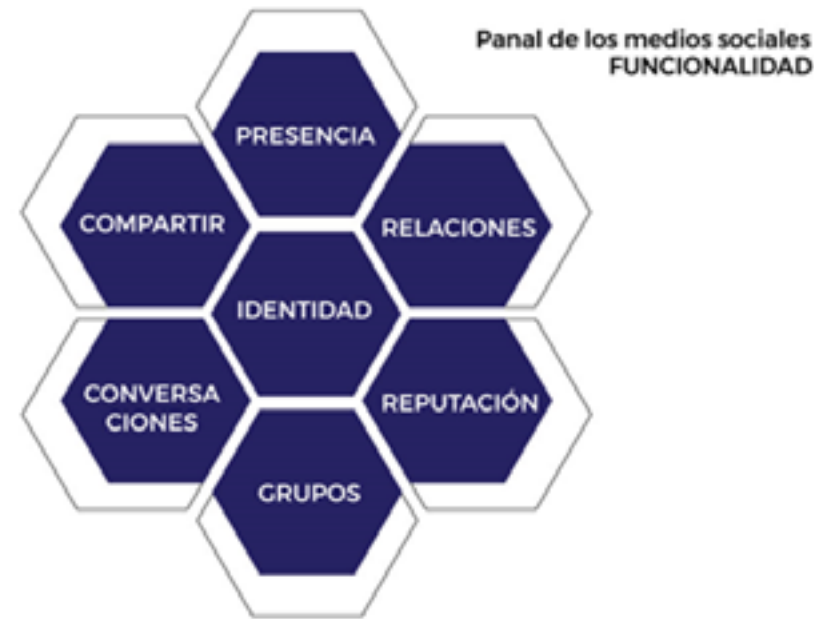 Panal de los medios sociales
FUNCIONALIDAD
PRESENCIA
COMPARTIR
RELACIONES
IDENTIDAD
CONVERSA
CIONES
REPUTACIÓN
GRUPOS